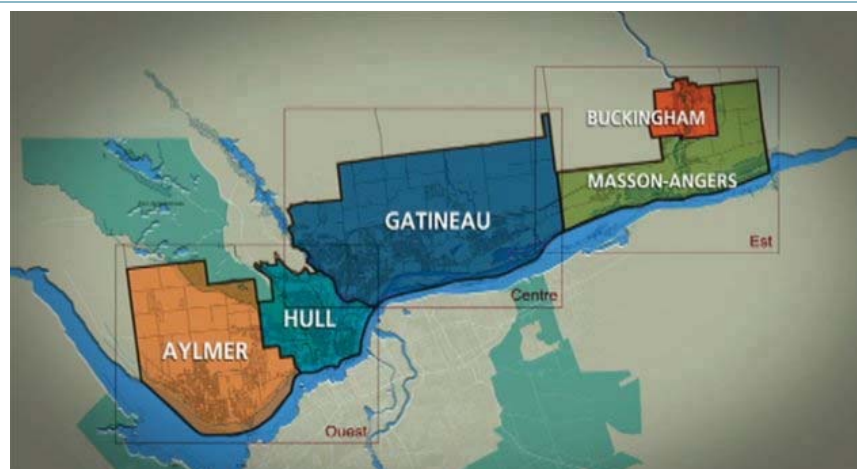 BUCKINGHAM
MASSON-ANGERS
GATINEAU
Est
Centre
HULL
AYLMER
Ouest